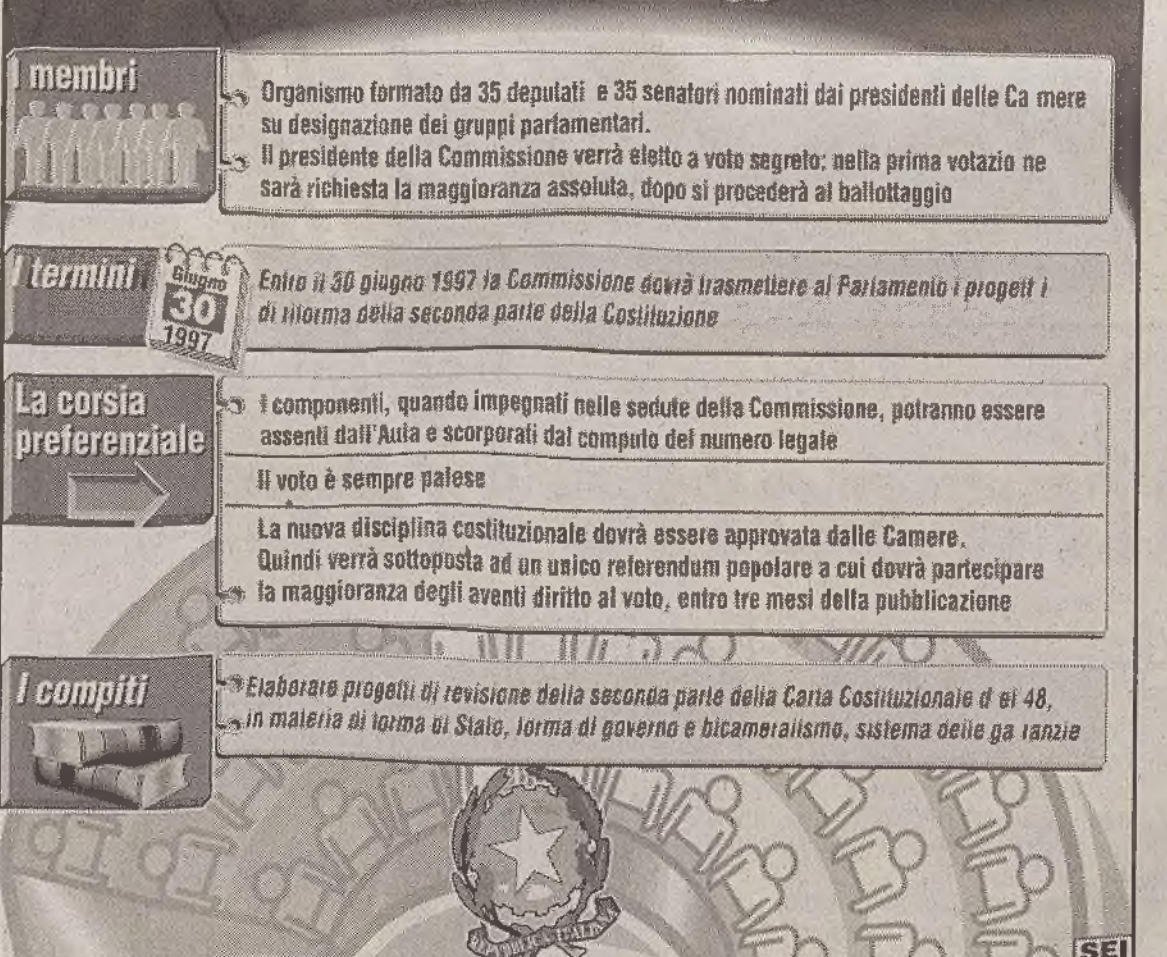 I membri
Organismo formato da 35 deputati e 35 senatori nominati dai presidenti delle Ca mere
su designazione dei gruppi parlamentari.
Il presidente della Commissione verrà eletto a voto segreto: nella prima votazio ne
sarà richiesta la maggioranza assoluta, dopo si procederà al ballottaggio
I termini
Giugno
30
1997
Entro il 30 giugno 1997 la Commissione dovrà trasmettere al Parlamento i progett i
di riforma della seconda parte della Costituzione
La corsia
preferenziale
I componenti, quando impegnati nelle sedute della Commissione, potranno essere
assenti dall'Aula e scorporati dal computo del numero legale
Il voto è sempre palese
La nuova disciplina costituzionale dovrà essere approvata dalle Camere.
Quindi verrà sottoposta ad un unico referendum popolare a cui dovrà partecipare
la maggioranza degli aventi diritto al voto, entro tre mesi della pubblicazione
I compiti
Elaborare progetti di revisione della seconda parte della Carta Costituzionale d el 48,
in materia di forma di Stato, forma di governo e bicameralismo, sistema delle ga ranzie
REPUBBLICA ITALIANA
SEI